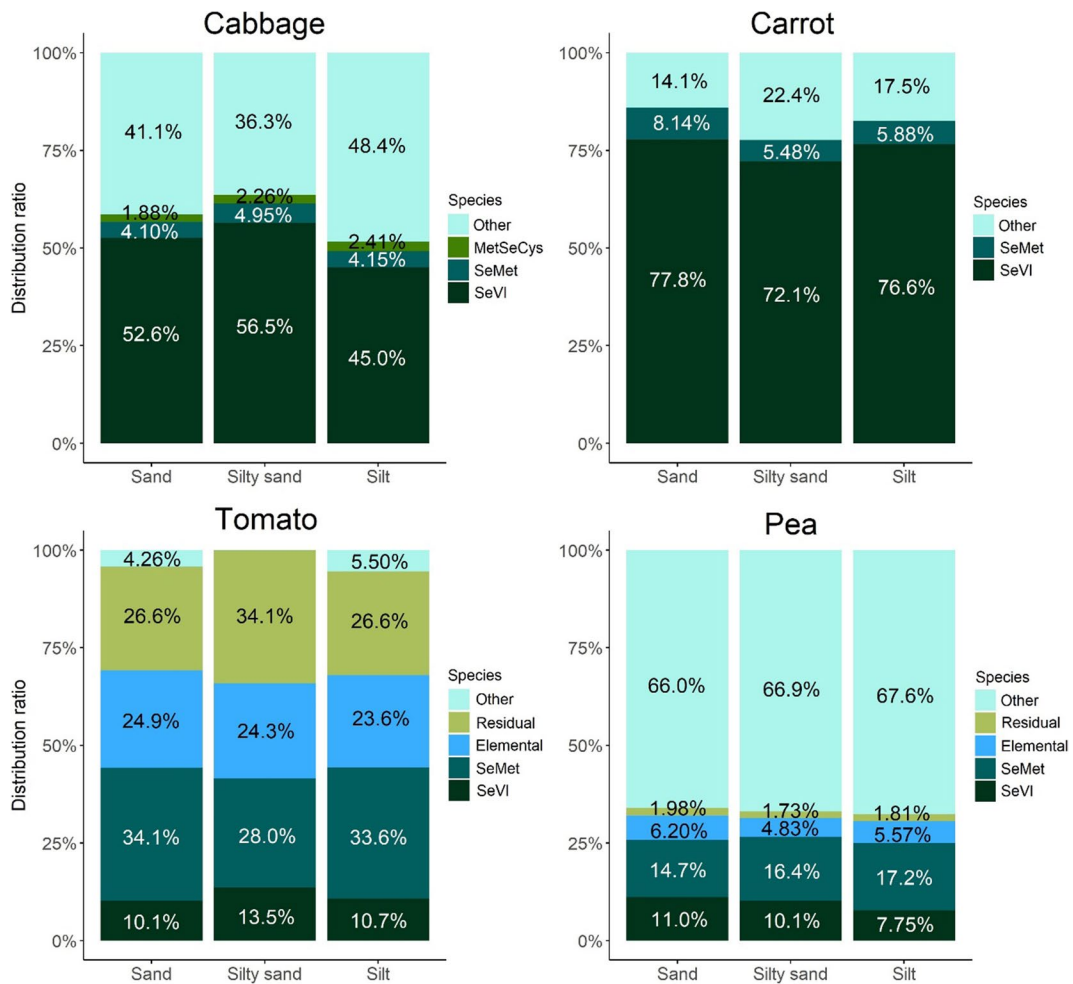 Cabbage
100%
75%
50%
25%
0%
Distribution ratio
41.1%
36.3%
48.4%
1.88%
2.26%
2.41%
4.10%
4.95%
4.15%
52.6%
56.5%
45.0%
Sand
Silty sand
Silt
Species
Other
MetSeCys
SeMet
SeVI
Carrot
100%
75%
50%
25%
0%
14.1%
22.4%
17.5%
8.14%
5.48%
5.88%
77.8%
72.1%
76.6%
Sand
Silty sand
Silt
Species
Other
SeMet
SeVI
Tomato
100%
75%
50%
25%
0%
Distribution ratio
4.26%
5.50%
26.6%
34.1%
26.6%
24.9%
24.3%
23.6%
34.1%
28.0%
33.6%
10.1%
13.5%
10.7%
Sand
Silty sand
Silt
Species
Other
Residual
Elemental
SeMet
SeVI
Pea
100%
75%
50%
25%
0%
66.0%
66.9%
67.6%
1.98%
1.73%
1.81%
6.20%
4.83%
5.57%
14.7%
16.4%
17.2%
11.0%
10.1%
7.75%
Sand
Silty sand
Silt
Species
Other
Residual
Elemental
SeMet
SeVI